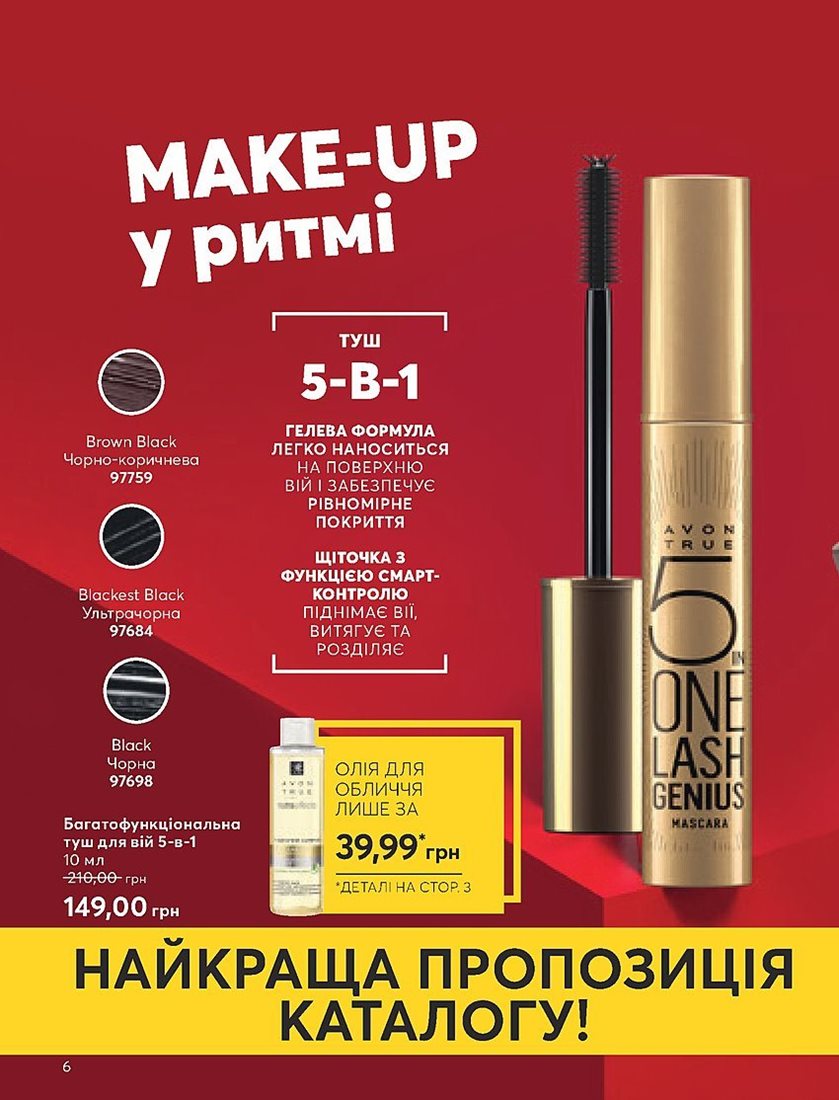 MAKE-UP
у ритмі
ТУШ
5-В-1
ГЕЛЕВА ФОРМУЛА
ЛЕГКО НАНОСИТЬСЯ
НА ПОВЕРХНЮ
ВІЙ І ЗАБЕЗПЕЧУЄ
РІВНОМІРНЕ
ПОКРИТТЯ
ЩІТОЧКА З
ФУНКЦІЄЮ СМАРТ-
КОНТРОЛЮ
ПІДНІМАЄ ВІЇ,
ВИТЯГУЄ ТА
РОЗДІЛЯЄ
Brown Black
Чорно-коричнева
97759
Blackest Black
Ультрачорна
97684
Black
Чорна
97698
Багатофункціональна
туш для вій 5-в-1
10 мл
210,00 грн
149,00 грн
AVON
TRUE
ОЛІЯ ДЛЯ
ОБЛИЧЧЯ
ЛИШЕ ЗА
39,99* грн
*ДЕТАЛІ НА СТОР. 3
AVON
TRUE
5
IN
ONE
LASH
GENIUS
MASCARA
НАЙКРАЩА ПРОПОЗИЦІЯ
КАТАЛОГУ!
6